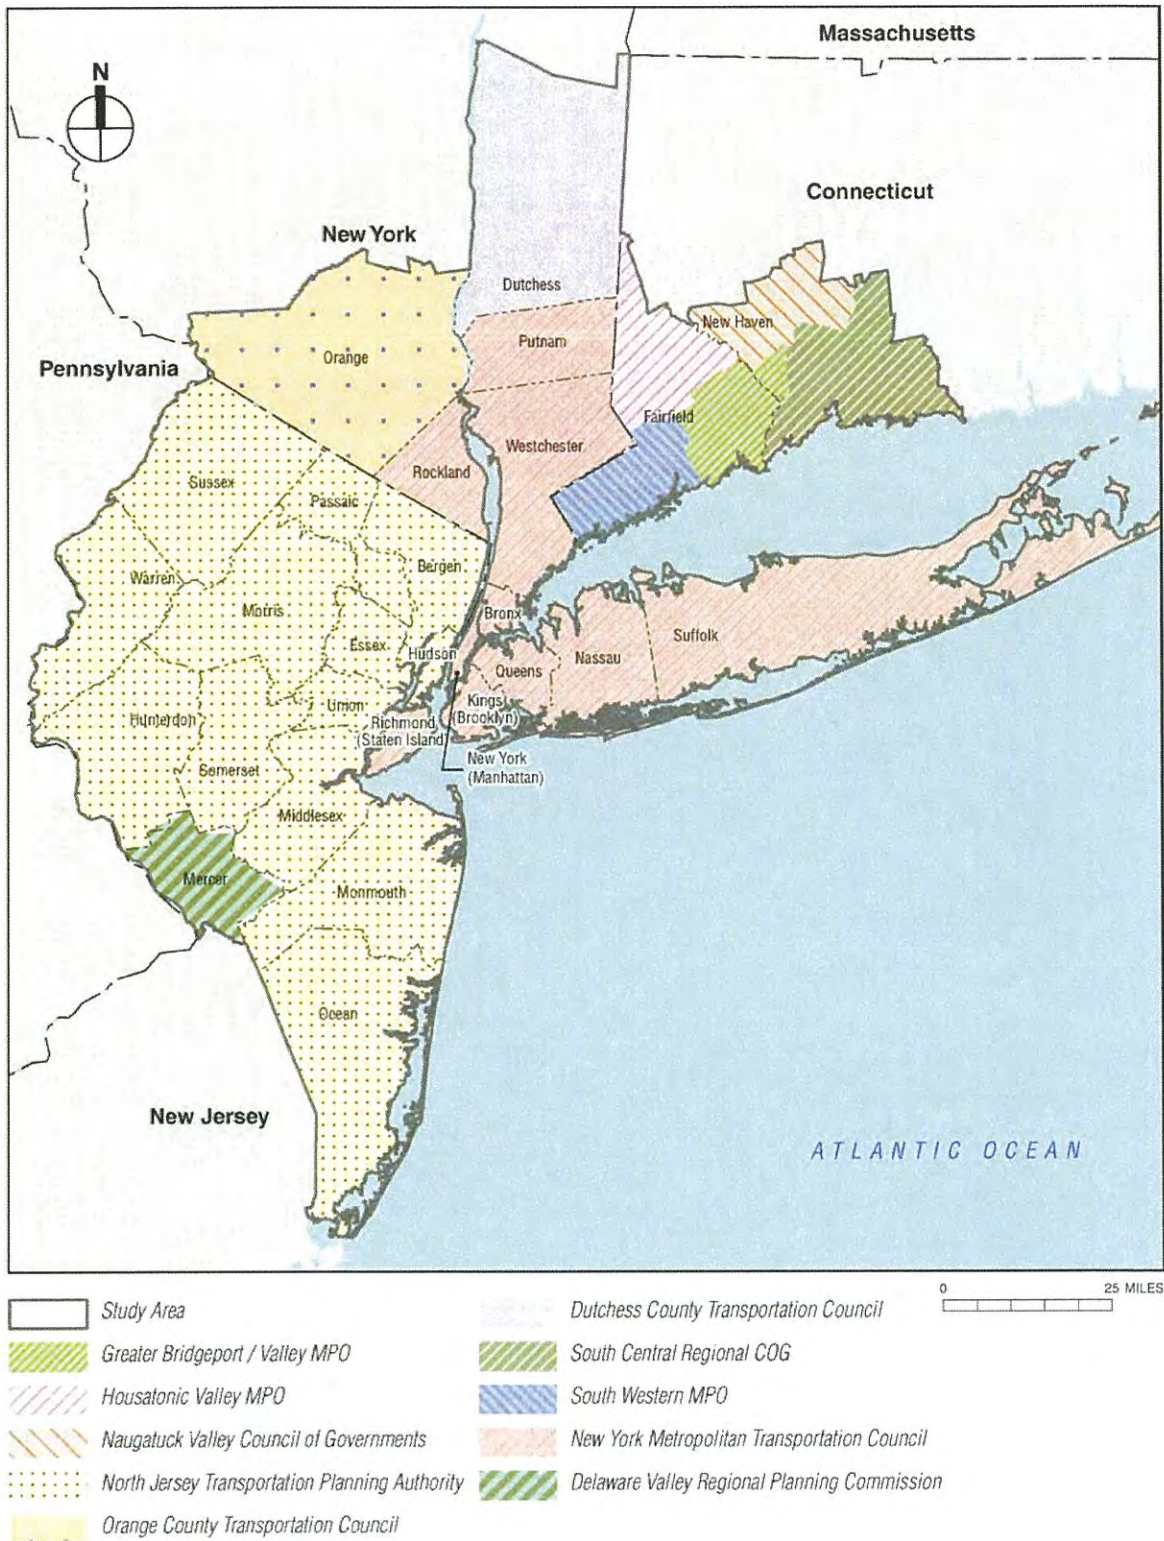 Massachusetts
N
Connecticut
New York
Dutchess
New Haven
Putnam
Orange
Pennsylvania
Fairfield
Westchester
Rockland
Sussex
Passaic
Bergen
Warren
Morris
Bronx
Suffolk
Essex
Hudson
Nassau
Queens
Union
Kings
(Brooklyn)
Hunterdon
Richmond
(Staten Island)
New York
(Manhattan)
Somerset
Middlesex
Mercer
Monmouth
Ocean
New Jersey
ATLANTIC OCEAN
0 25 MILES
Study Area
Greater Bridgeport / Valley MPO
Housatonic Valley MPO
Naugatuck Valley Council of Governments
North Jersey Transportation Planning Authority
Orange County Transportation Council
Dutchess County Transportation Council
South Central Regional COG
South Western MPO
New York Metropolitan Transportation Council
Delaware Valley Regional Planning Commission